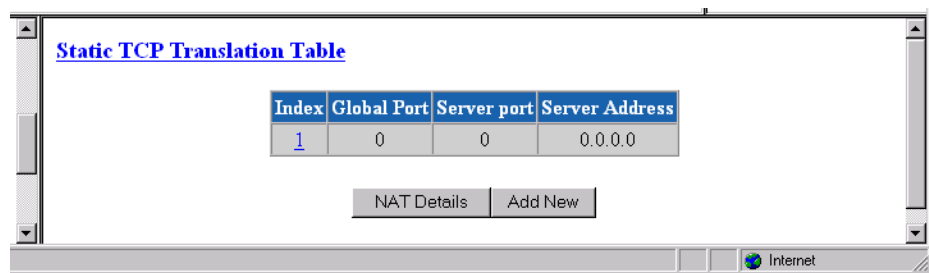 Static TCP Translation Table
Index Global Port Server port Server Address
1 0 0 0.0.0.0
NAT Details Add New
Internet